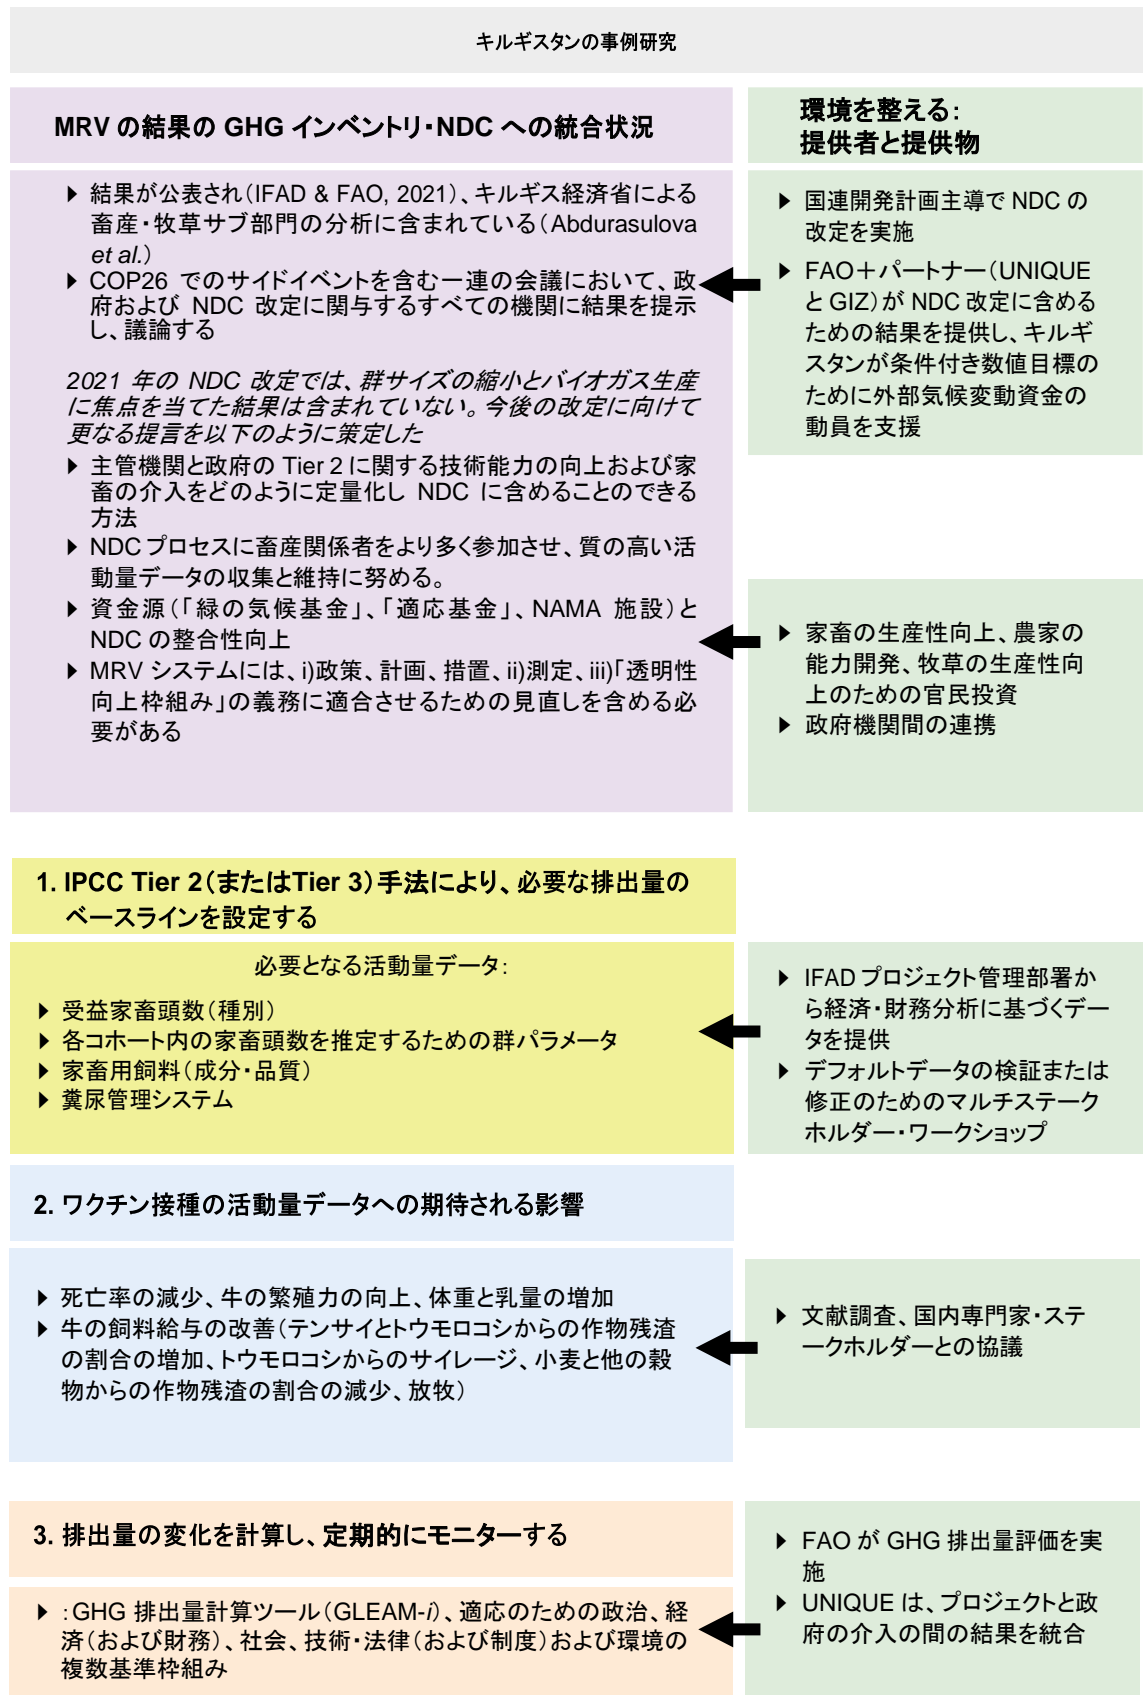 キルギスタンの事例研究
MRV の結果の GHG インベントリ・NDC への統合状況
結果が公表され（IFAD & FAO, 2021）、キルギス経済省による
畜産・牧草サブ部門の分析に含まれている（Abdurasulova
et al.）
COP26 でのサイドイベントを含む一連の会議において、政
府および NDC 改定に関与するすべての機関に結果を提示
し、議論する
2021 年の NDC 改定では、群サイズの縮小とバイオガス生産
に焦点を当てた結果は含まれていない。今後の改定に向けて
更なる提言を以下のように策定した
主管機関と政府の Tier 2 に関する技術能力の向上および家
畜の介入をどのように定量化し NDC に含めることのできる
方法
NDC プロセスに畜産関係者をより多く参加させ、質の高い活
動量データの収集と維持に努める。
資金源（「緑の気候基金」、「適応基金」、NAMA 施設）と
NDC の整合性向上
MRV システムには、i)政策、計画、措置、ii)測定、iii)「透明性
向上枠組み」の義務に適合させるための見直しを含める必
要がある
環境を整える：
提供者と提供物
国連開発計画主導で NDC の
改定を実施
FAO＋パートナー（UNIQUE
と GIZ）が NDC 改定に含める
ための結果を提供し、キルギ
スタンが条件付き数値目標の
ために外部気候変動資金の
動員を支援
家畜の生産性向上、農家の
能力開発、牧草の生産性向
上のための官民投資
政府機関間の連携
1. IPCC Tier 2（またはTier 3）手法により、必要な排出量の
ベースラインを設定する
必要となる活動量データ：
受益家畜頭数（種別）
各コホート内の家畜頭数を推定するための群パラメータ
家畜用飼料（成分・品質）
糞尿管理システム
IFAD プロジェクト管理部署か
ら経済・財務分析に基づくデー
タを提供
デフォルトデータの検証または
修正のためのマルチステーク
ホルダー・ワークショップ
2. ワクチン接種の活動量データへの期待される影響
死亡率の減少、牛の繁殖力の向上、体重と乳量の増加
牛の飼料給与の改善（テンサイとトウモロコシからの作物残渣
の割合の増加、トウモロコシからのサイレージ、小麦と他の穀
物からの作物残渣の割合の減少、放牧）
文献調査、国内専門家・ステ
ークホルダーとの協議
3. 排出量の変化を計算し、定期的にモニターする
：GHG 排出量計算ツール（GLEAM-i）、適応のための政治、経
済（および財務）、社会、技術・法律（および制度）および環境の
複数基準枠組み
FAO が GHG 排出量評価を実
施
UNIQUE は、プロジェクトと政
府の介入の間の結果を統合